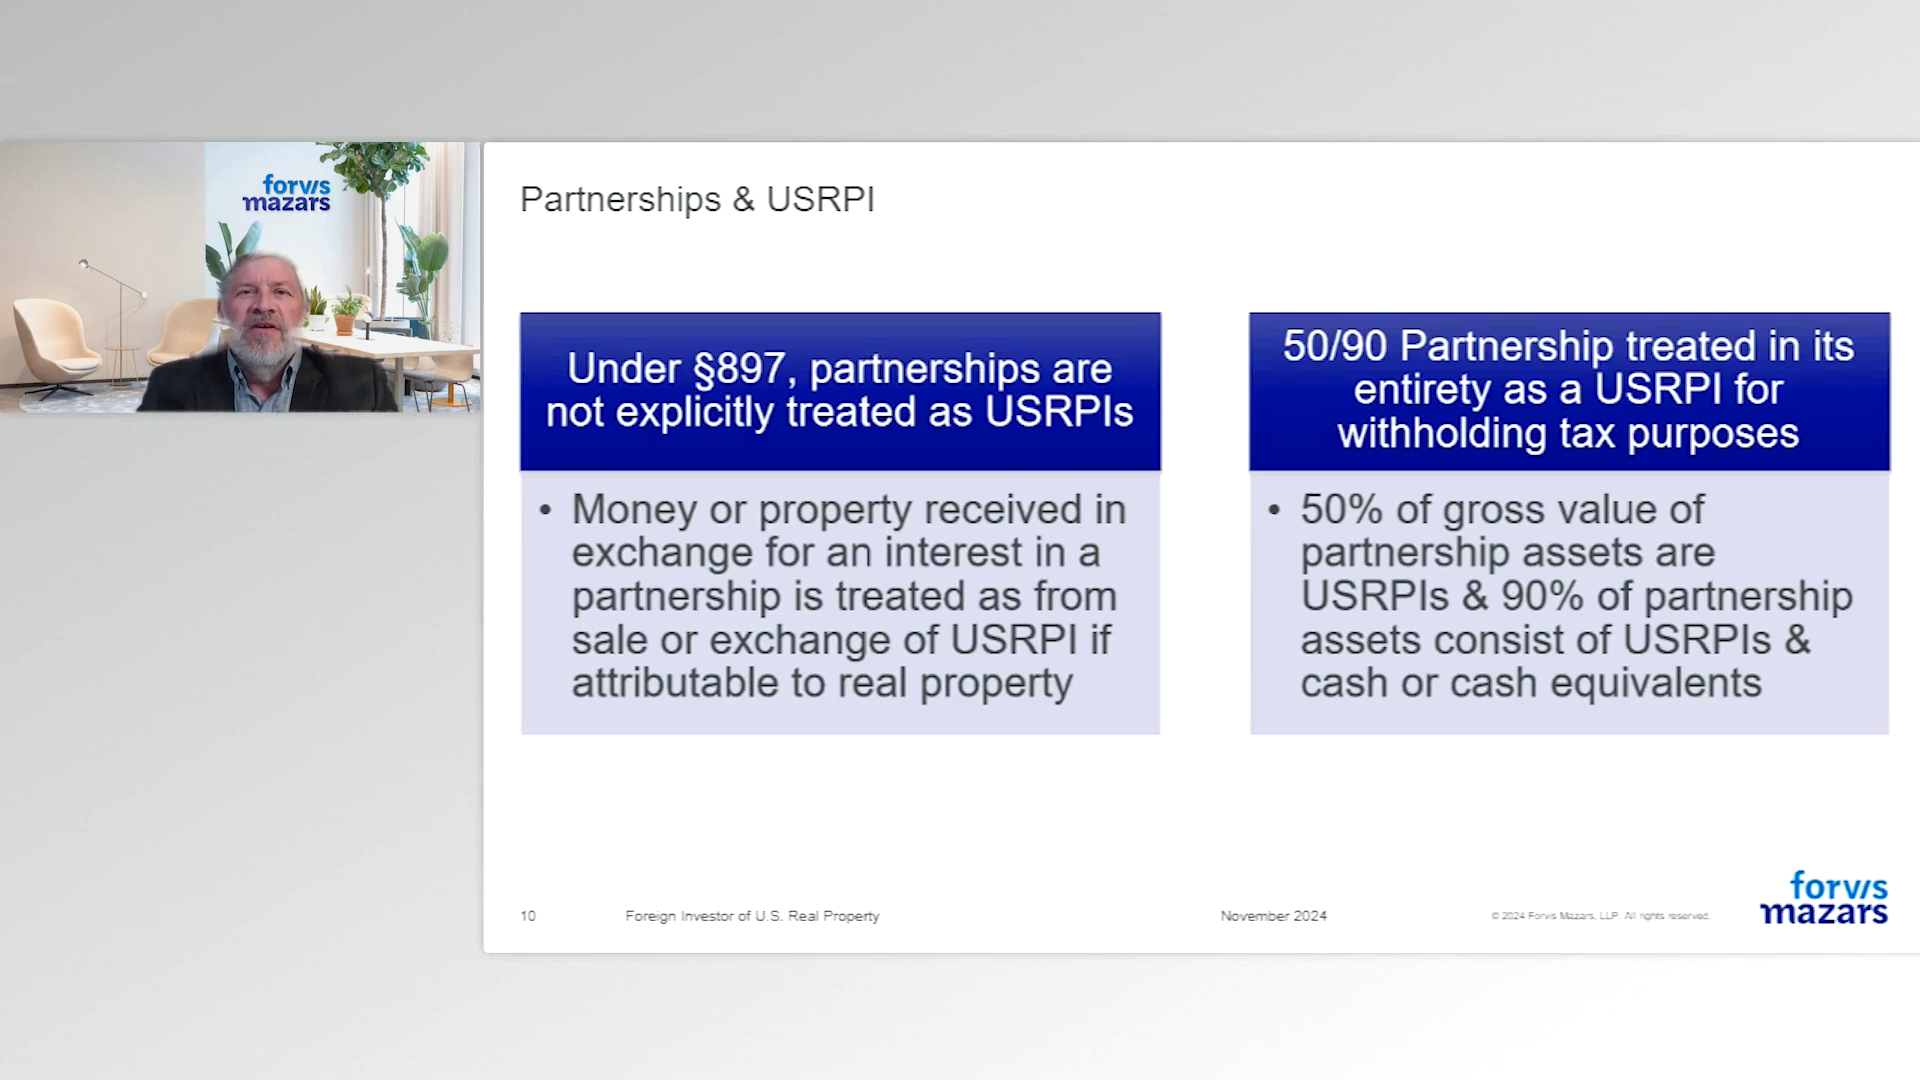 forvis
mazars
Partnerships & USRPI
Under §897, partnerships are
not explicitly treated as USRPIs
• Money or property received in
exchange for an interest in a
partnership is treated as from
sale or exchange of USRPI if
attributable to real property
50/90 Partnership treated in its
entirety as a USRPI for
withholding tax purposes
• 50% of gross value of
partnership assets are
USRPIs & 90% of partnership
assets consist of USRPIs &
cash or cash equivalents
10
Foreign Investor of U.S. Real Property
November 2024
© 2024 Forvis Mazars, LLP. All rights reserved.
forvis
mazars